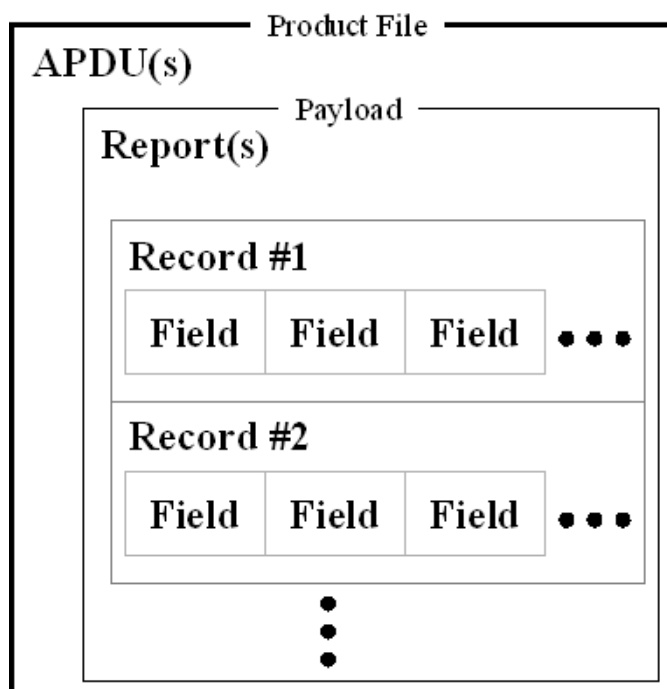 Product File
APDU(s)
Payload
Report(s)
Record #1
Field Field Field
Record #2
Field Field Field